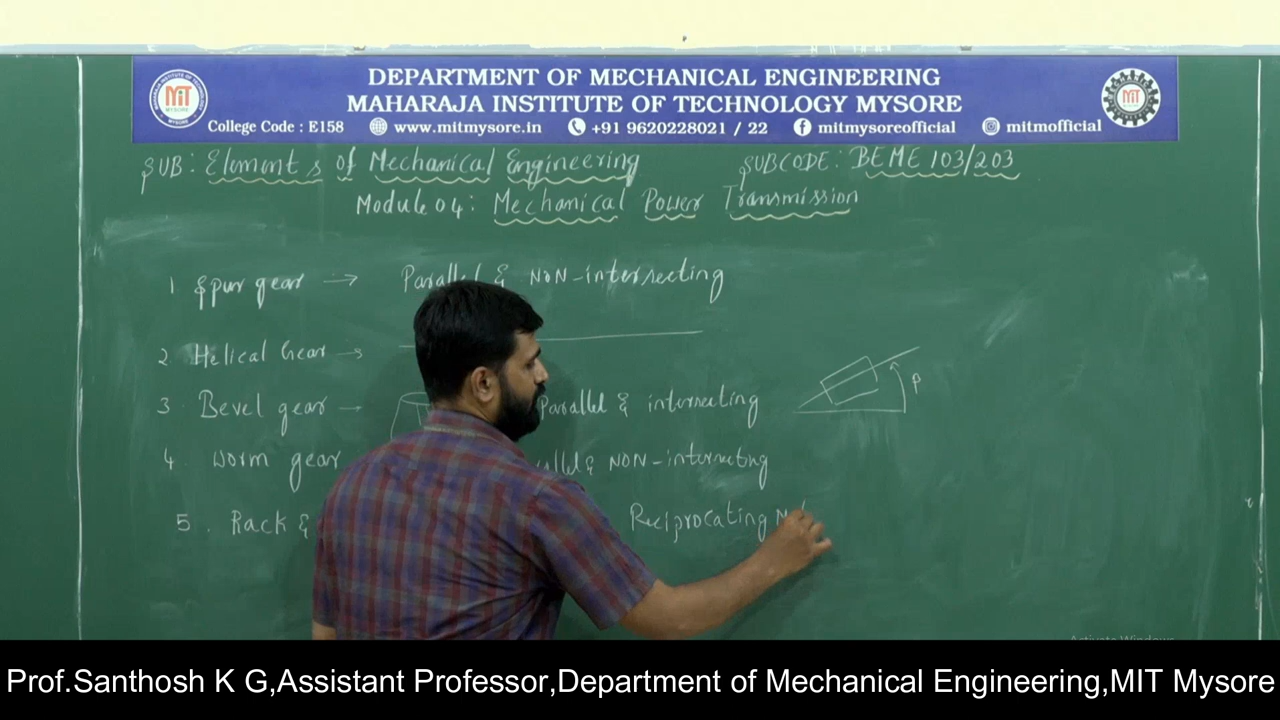 DEPARTMENT OF MECHANICAL ENGINEERING
MAHARAJA INSTITUTE OF TECHNOLOGY MYSORE
College Code : E158 www.mitmysore.in +91 9620228021 / 22 mitmysoreofficial mitmofficial
MIT
MYSORE
MIT
SUB: Elements of Mechanical Engineering SUBCODE: BEME 103/203
Module 04: Mechanical Power Transmission
1 Spur gear → Parallel & NON-intersecting
2 Helical Gear →
3 Bevel gear → Parallel & intersecting
4. Worm gear & NON-intersecting
5. Rack & Reciprocating
Prof.Santhosh K G,Assistant Professor,Department of Mechanical Engineering,MIT Mysore